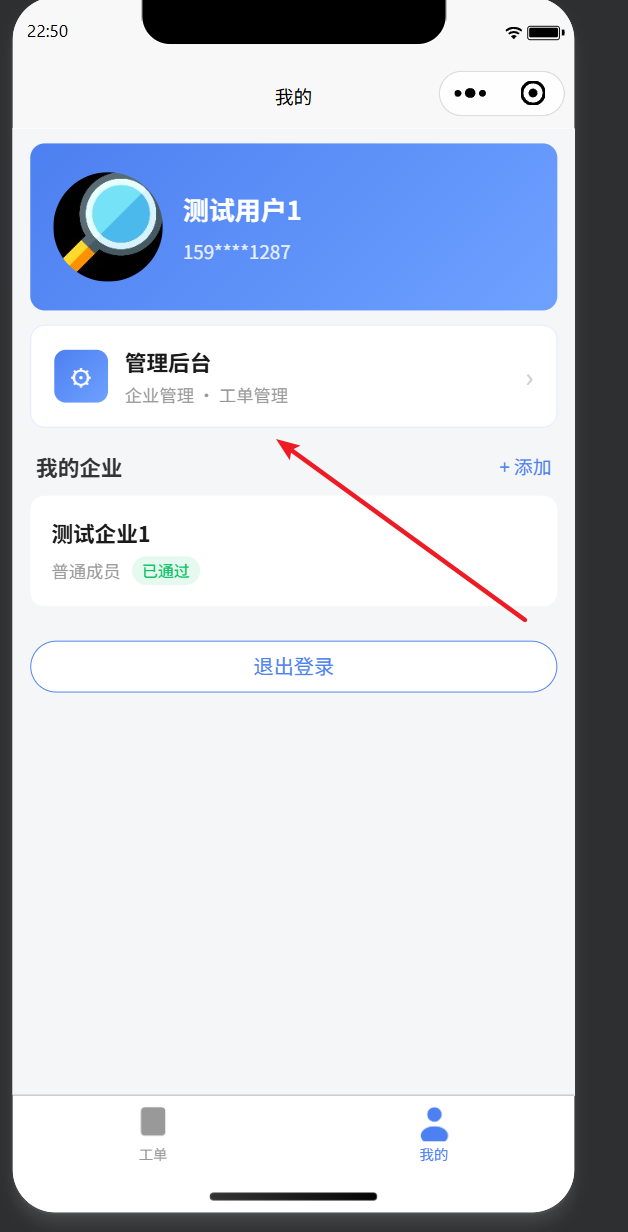 22:50
我的
测试用户1
159****1287
管理后台
企业管理 · 工单管理
我的企业
+ 添加
测试企业1
普通成员 已通过
退出登录
工单
我的